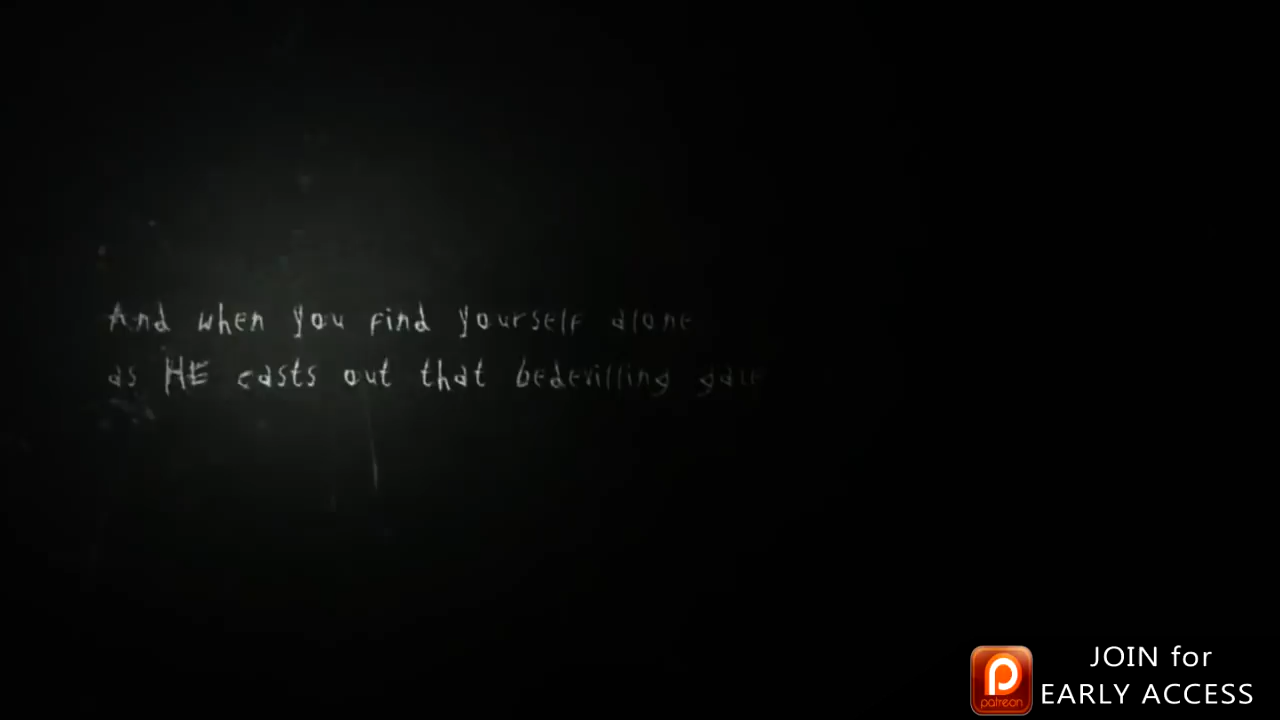 And when you find yourself alone
as HE casts out that bedevilling
JOIN for
EARLY ACCESS
patreon